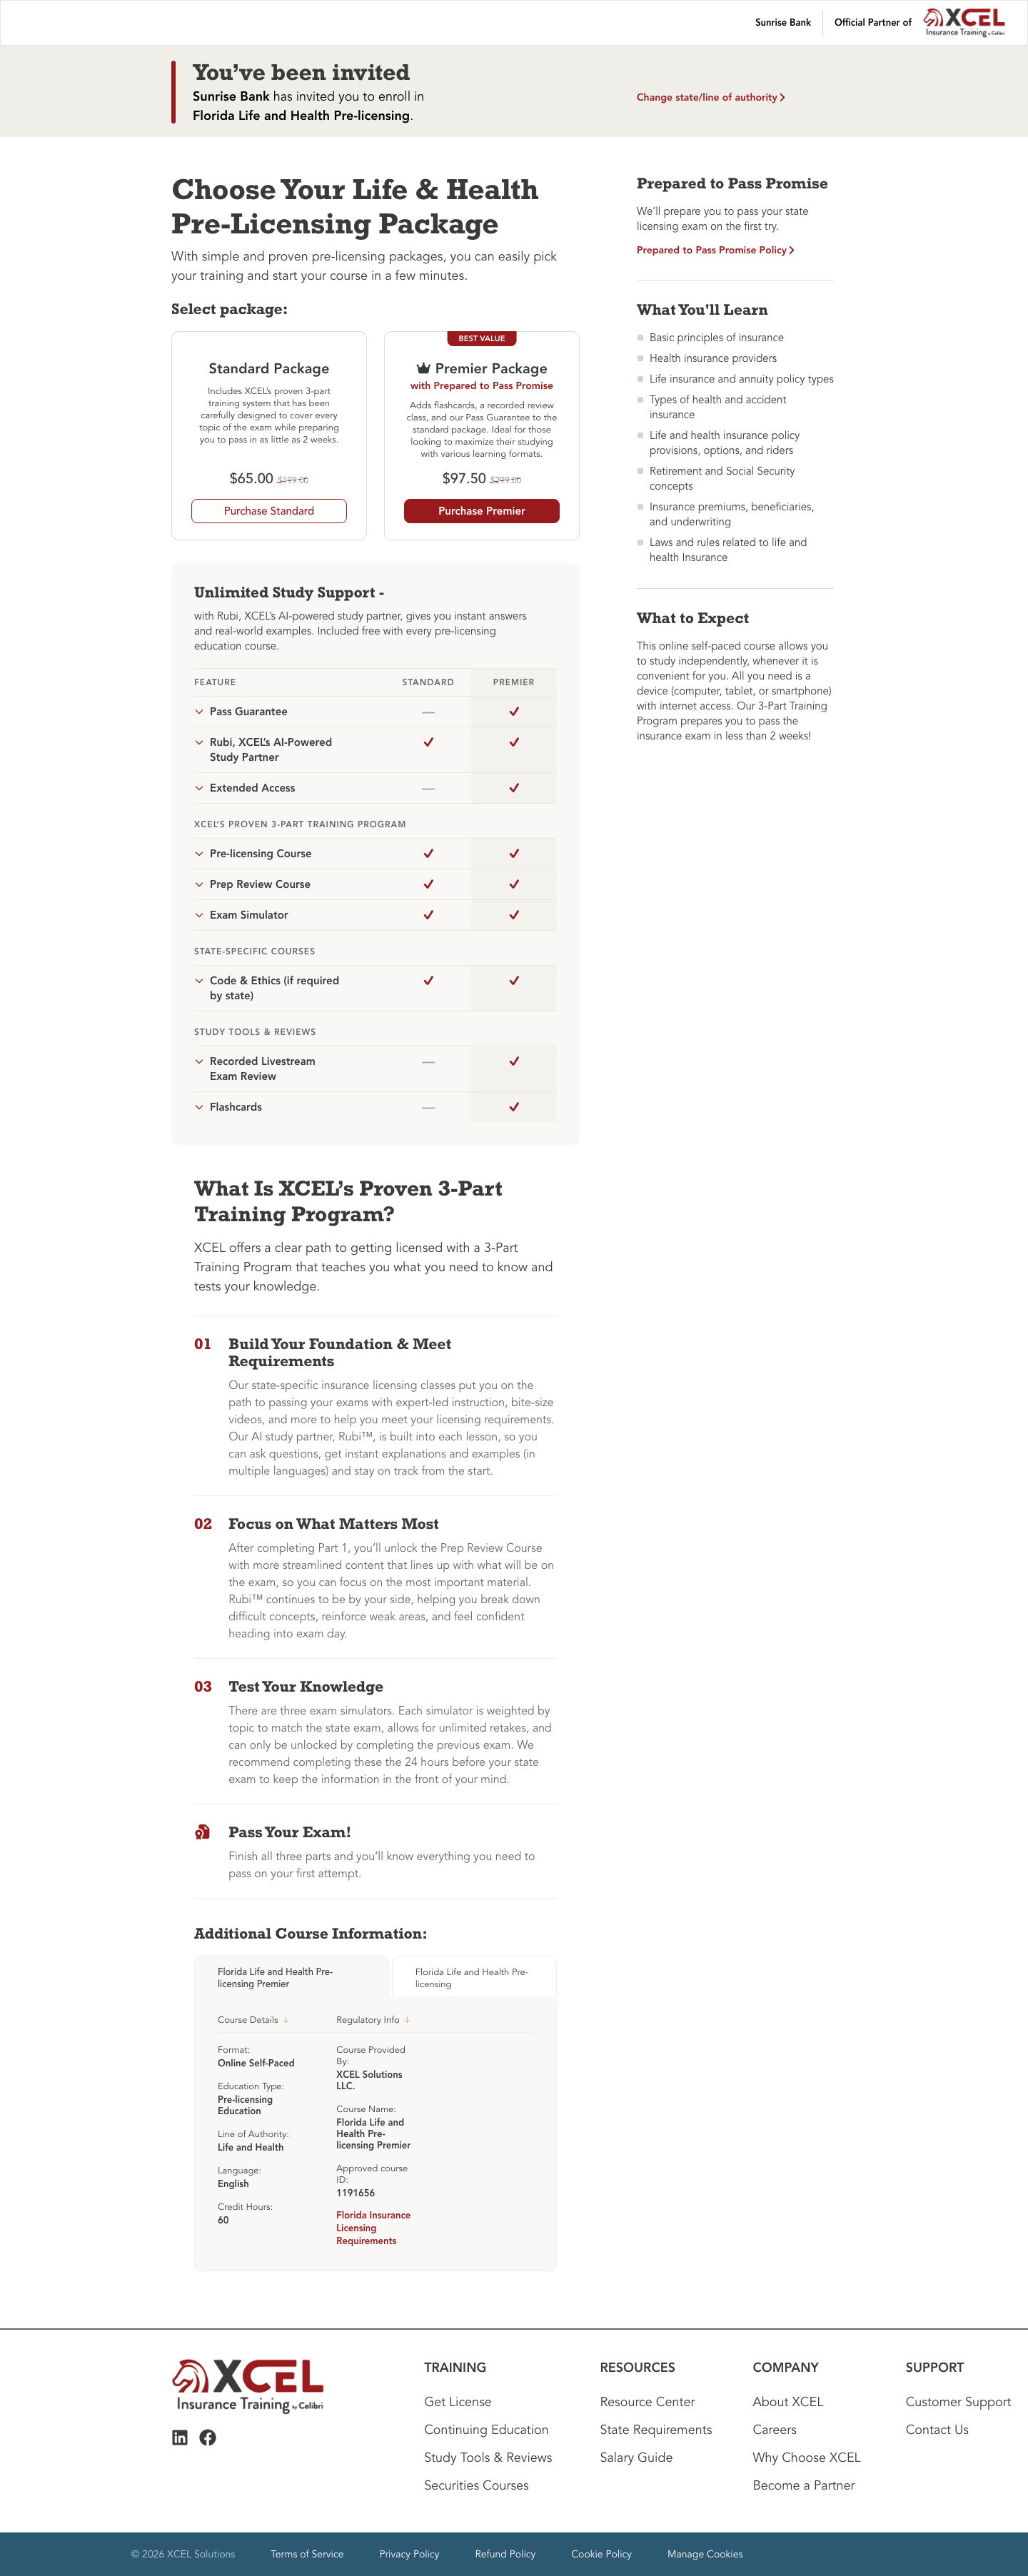 Sunrise Bank
Official Partner of
XCEL
Insurance Training by Colibri
You’ve been invited
Sunrise Bank has invited you to enroll in
Florida Life and Health Pre-licensing.
Change state/line of authority
Choose Your Life & Health
Pre-Licensing Package
With simple and proven pre-licensing packages, you can easily pick
your training and start your course in a few minutes.
Select package:
Standard Package
Includes XCEL’s proven 3-part
training system that has been
carefully designed to cover every
topic of the exam while preparing
you to pass in as little as 2 weeks.
$65.00 $199.00
Purchase Standard
BEST VALUE
Premier Package
with Prepared to Pass Promise
Adds flashcards, a recorded review
class, and our Pass Guarantee to the
standard package. Ideal for those
looking to maximize their studying
with various learning formats.
$97.50 $299.00
Purchase Premier
Unlimited Study Support -
with Rubi, XCEL’s AI-powered study partner, gives you instant answers
and real-world examples. Included free with every pre-licensing
education course.
FEATURE STANDARD PREMIER
Pass Guarantee
Rubi, XCEL’s AI-Powered
Study Partner
Extended Access
XCEL’S PROVEN 3-PART TRAINING PROGRAM
Pre-licensing Course
Prep Review Course
Exam Simulator
STATE-SPECIFIC COURSES
Code & Ethics (if required
by state)
STUDY TOOLS & REVIEWS
Recorded Livestream
Exam Review
Flashcards
Prepared to Pass Promise
We’ll prepare you to pass your state
licensing exam on the first try.
Prepared to Pass Promise Policy
What You'll Learn
Basic principles of insurance
Health insurance providers
Life insurance and annuity policy types
Types of health and accident
insurance
Life and health insurance policy
provisions, options, and riders
Retirement and Social Security
concepts
Insurance premiums, beneficiaries,
and underwriting
Laws and rules related to life and
health Insurance
What to Expect
This online self-paced course allows you
to study independently, whenever it is
convenient for you. All you need is a
device (computer, tablet, or smartphone)
with internet access. Our 3-Part Training
Program prepares you to pass the
insurance exam in less than 2 weeks!
What Is XCEL’s Proven 3-Part
Training Program?
XCEL offers a clear path to getting licensed with a 3-Part
Training Program that teaches you what you need to know and
tests your knowledge.
01 Build Your Foundation & Meet
Requirements
Our state-specific insurance licensing classes put you on the
path to passing your exams with expert-led instruction, bite-size
videos, and more to help you meet your licensing requirements.
Our AI study partner, Rubi™, is built into each lesson, so you
can ask questions, get instant explanations and examples (in
multiple languages) and stay on track from the start.
02 Focus on What Matters Most
After completing Part 1, you’ll unlock the Prep Review Course
with more streamlined content that lines up with what will be on
the exam, so you can focus on the most important material.
Rubi™ continues to be by your side, helping you break down
difficult concepts, reinforce weak areas, and feel confident
heading into exam day.
03 Test Your Knowledge
There are three exam simulators. Each simulator is weighted by
topic to match the state exam, allows for unlimited retakes, and
can only be unlocked by completing the previous exam. We
recommend completing these the 24 hours before your state
exam to keep the information in the front of your mind.
Pass Your Exam!
Finish all three parts and you’ll know everything you need to
pass on your first attempt.
Additional Course Information:
Florida Life and Health Pre-
licensing Premier
Florida Life and Health Pre-
licensing
Course Details
Format:
Online Self-Paced
Education Type:
Pre-licensing
Education
Line of Authority:
Life and Health
Language:
English
Credit Hours:
60
Regulatory Info
Course Provided
By:
XCEL Solutions
LLC.
Course Name:
Florida Life and
Health Pre-
licensing Premier
Approved course
ID:
1191656
Florida Insurance
Licensing
Requirements
XCEL
Insurance Training by Colibri
TRAINING
Get License
Continuing Education
Study Tools & Reviews
Securities Courses
RESOURCES
Resource Center
State Requirements
Salary Guide
COMPANY
About XCEL
Careers
Why Choose XCEL
Become a Partner
SUPPORT
Customer Support
Contact Us
© 2026 XCEL Solutions Terms of Service Privacy Policy Refund Policy Cookie Policy Manage Cookies